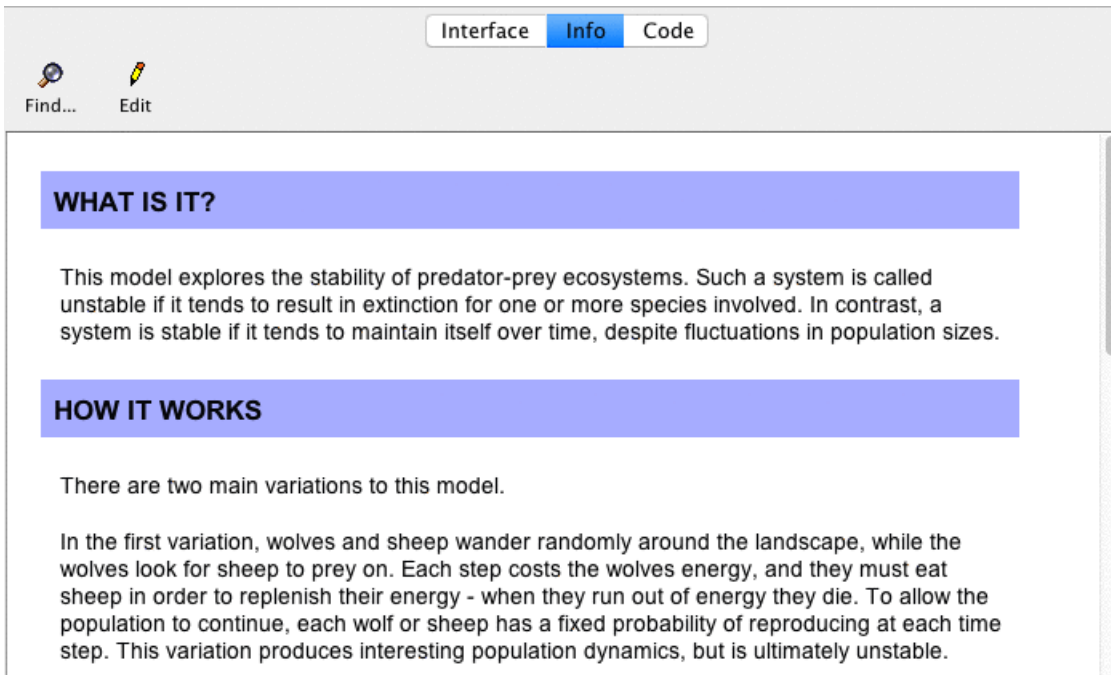 Interface Info Code
Find... Edit
WHAT IS IT?
This model explores the stability of predator-prey ecosystems. Such a system is called
unstable if it tends to result in extinction for one or more species involved. In contrast, a
system is stable if it tends to maintain itself over time, despite fluctuations in population sizes.
HOW IT WORKS
There are two main variations to this model.
In the first variation, wolves and sheep wander randomly around the landscape, while the
wolves look for sheep to prey on. Each step costs the wolves energy, and they must eat
sheep in order to replenish their energy - when they run out of energy they die. To allow the
population to continue, each wolf or sheep has a fixed probability of reproducing at each time
step. This variation produces interesting population dynamics, but is ultimately unstable.